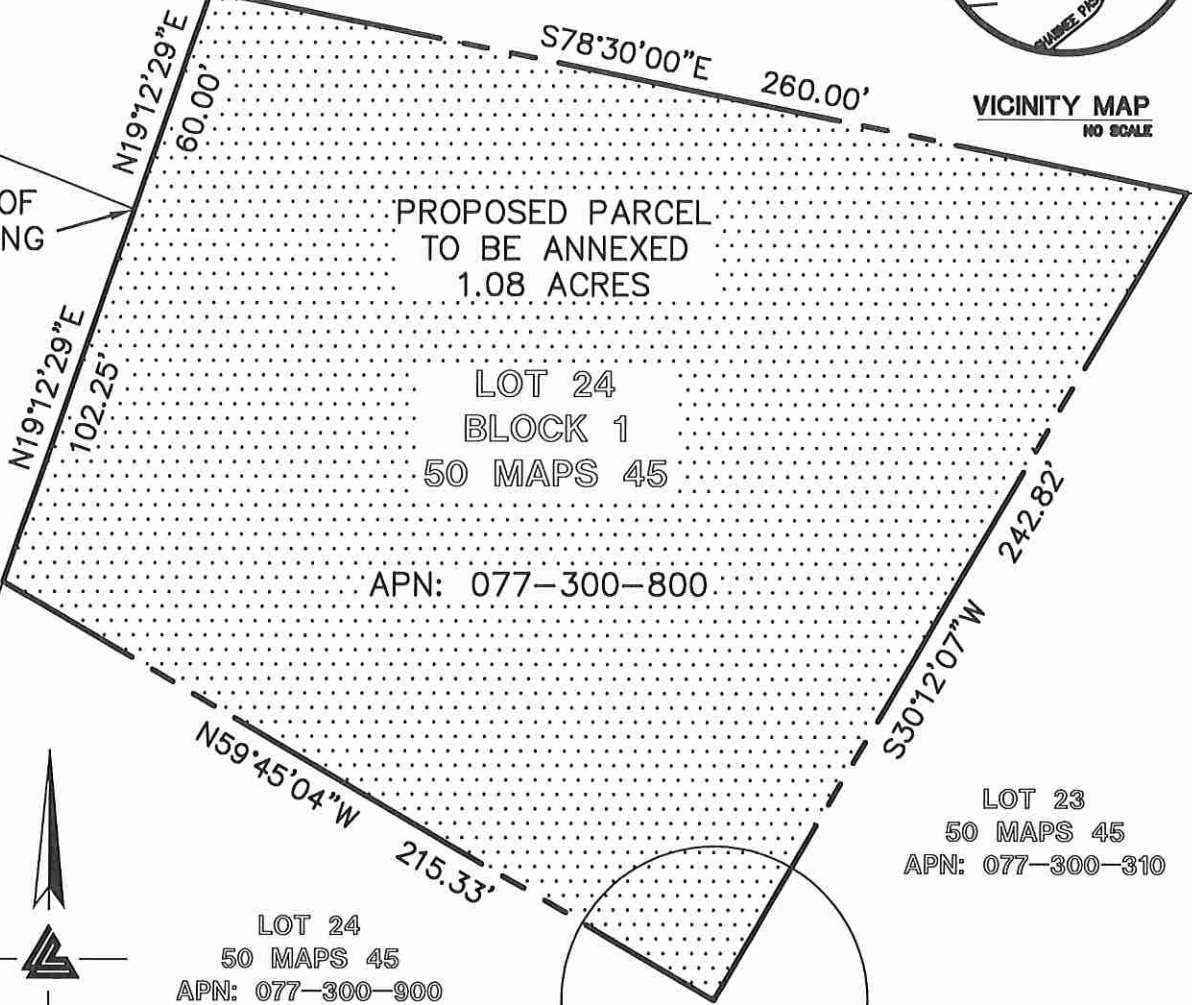 S78°30'00"E 260.00'
N19°12'29"E
60.00'
VICINITY MAP
NO SCALE
OF
NG
PROPOSED PARCEL
TO BE ANNEXED
1.08 ACRES
N19°12'29"E
102.25'
LOT 24
BLOCK 1
50 MAPS 45
APN: 077-300-800
242.82'
S30°12'07"W
N59°45'04"W
215.33'
LOT 23
50 MAPS 45
APN: 077-300-310
LOT 24
50 MAPS 45
APN: 077-300-900